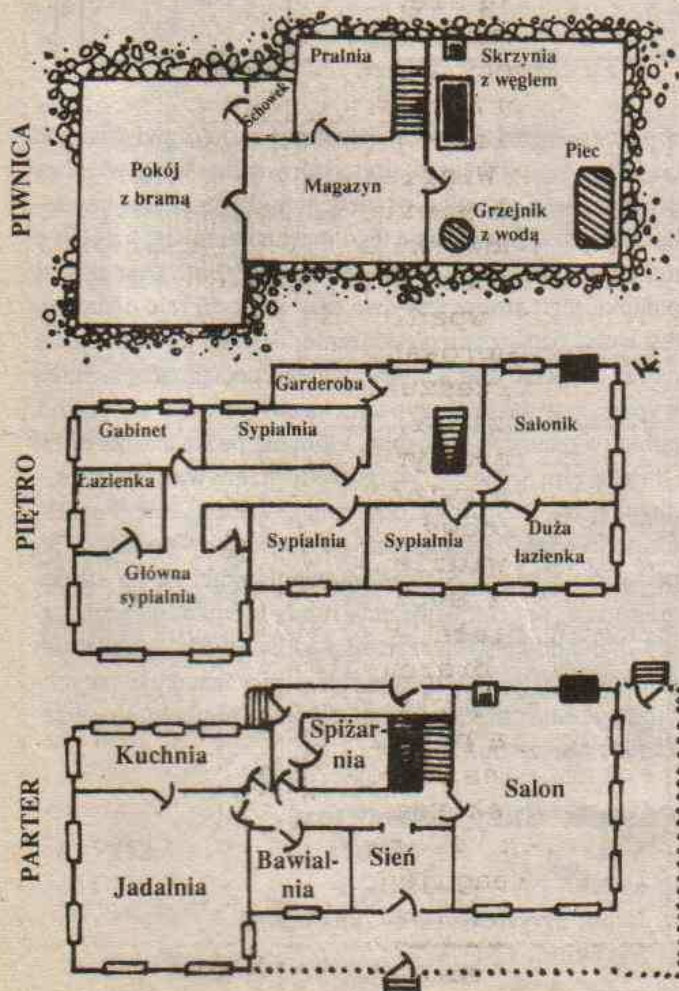 PIWNICA
Pralnia
Skrzynia
z węglem
Schowek
Pokój
z bramą
Magazyn
Piec
Grzejnik
z wodą
PIĘTRO
Garderoba
Gabinet
Sypialnia
Salonik
Łazienka
Sypialnia
Sypialnia
Duża
łazienka
Główna
sypialnia
PARTER
Kuchnia
Spiżar-
nia
Salon
Jadalnia
Bawial-
nia
Sień